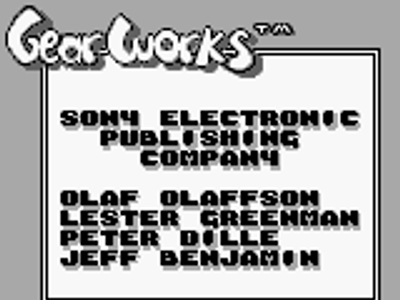 Gear Works™
SONY ELECTRONIC
PUBLISHING
COMPANY
OLAF OLAFFSON
LESTER GREENMAN
PETER DILLE
JEFF BENJAMIN